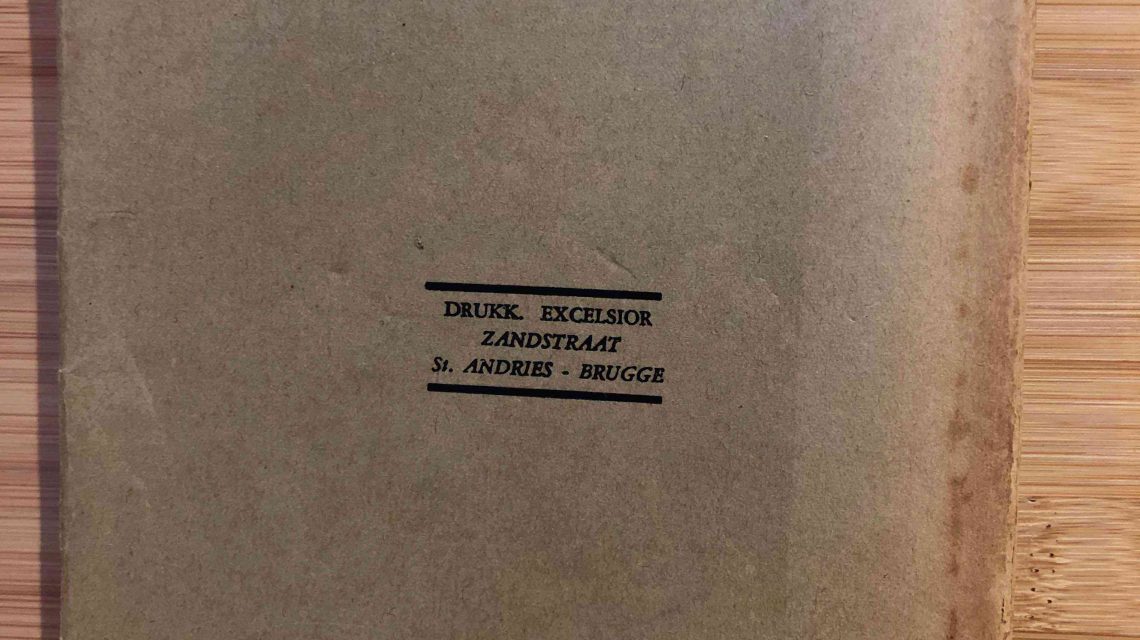 DRUKK. EXCELSIOR
ZANDSTRAAT
St. ANDRIES - BRUGGE